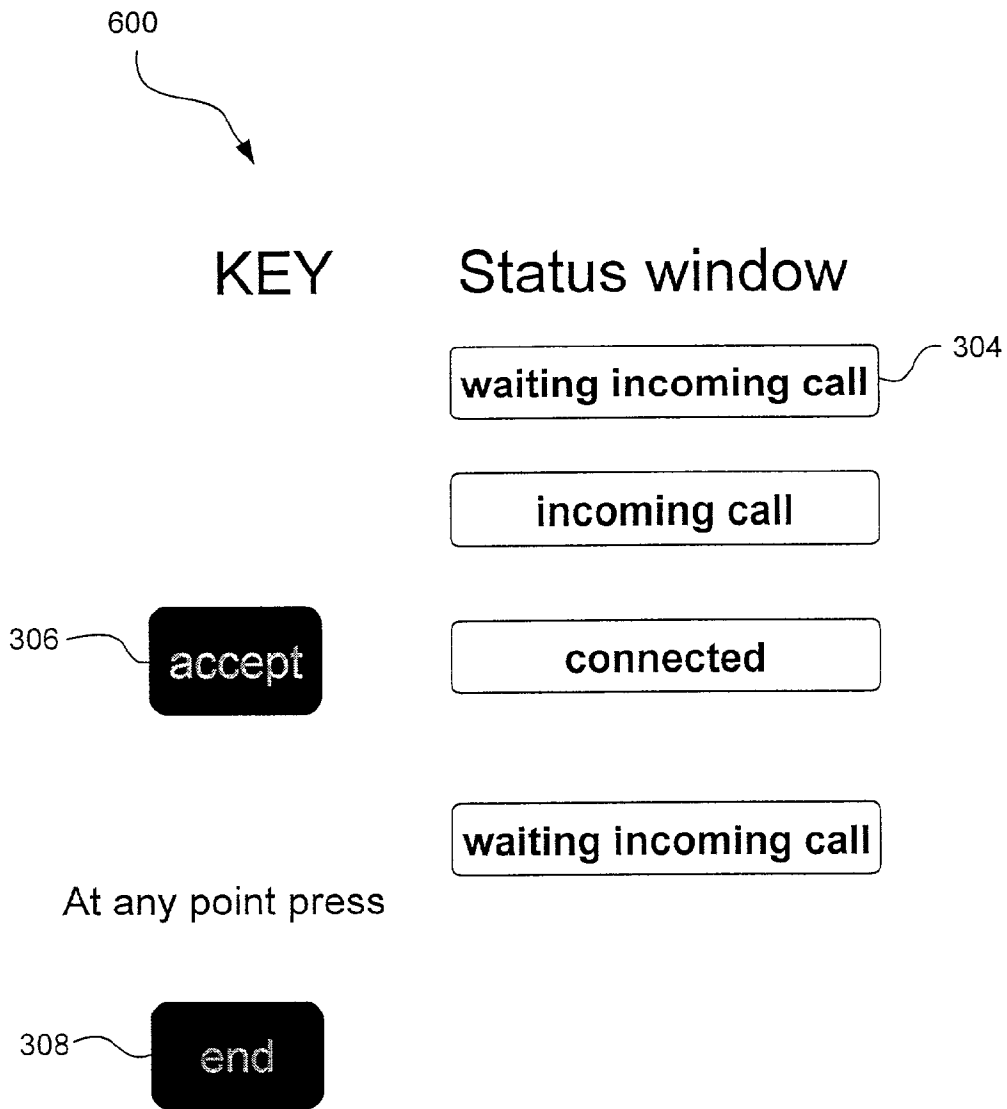 600
KEY Status window
waiting incoming call 304
incoming call
306 accept connected
waiting incoming call
At any point press
308 end